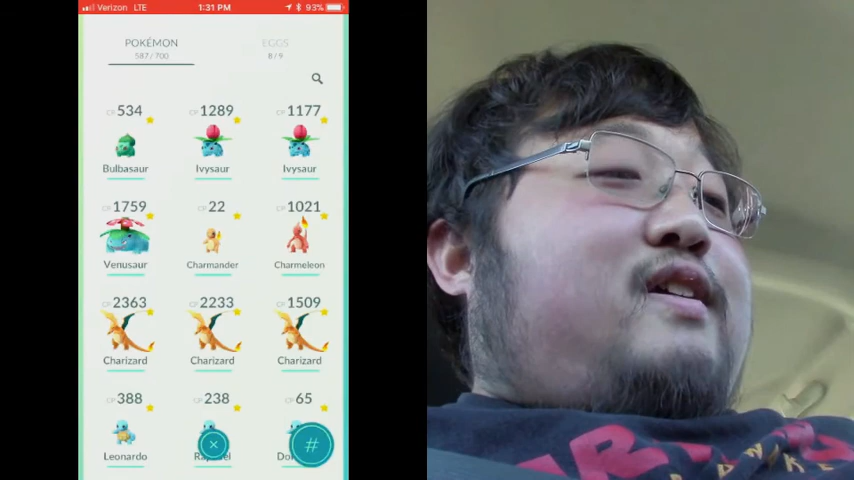 Verizon LTE 1:31 PM 93%
POKÉMON EGGS
587 / 700 8/9
CP534 CP1289 CP1177
Bulbasaur Ivysaur Ivysaur
CP1759 CP22 CP1021
Venusaur Charmander Charmeleon
CP2363 CP2233 CP1509
Charizard Charizard Charizard
CP388 CP238 CP65
Leonardo
#